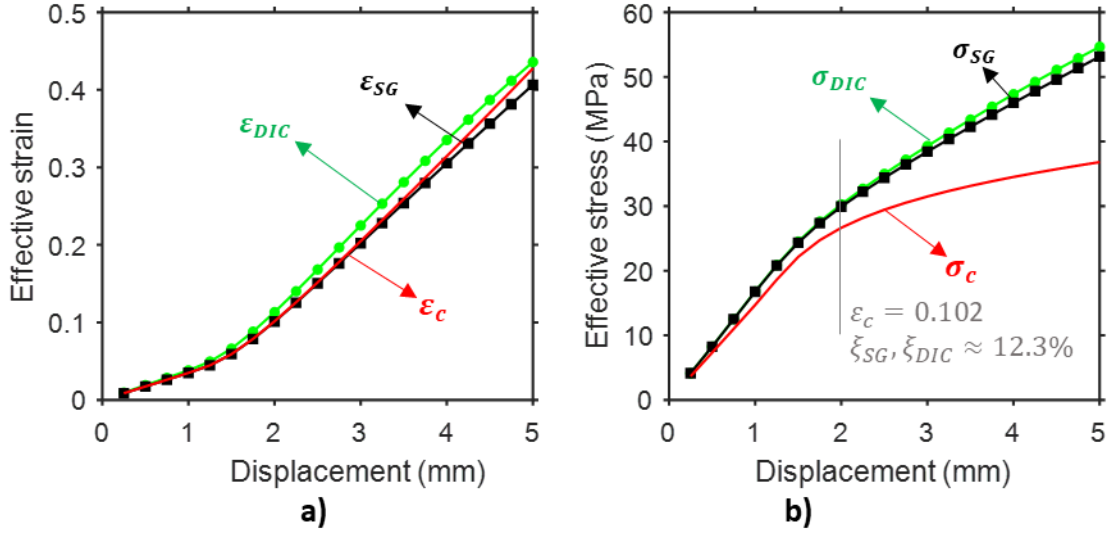 0.5
0.4
0.3
0.2
0.1
0
Effective strain
ε_SG
ε_DIC
ε_c
0 1 2 3 4 5
Displacement (mm)
a)
60
50
40
30
20
10
0
Effective stress (MPa)
σ_SG
σ_DIC
σ_c
ε_c = 0.102
ξ_SG, ξ_DIC ≈ 12.3%
0 1 2 3 4 5
Displacement (mm)
b)